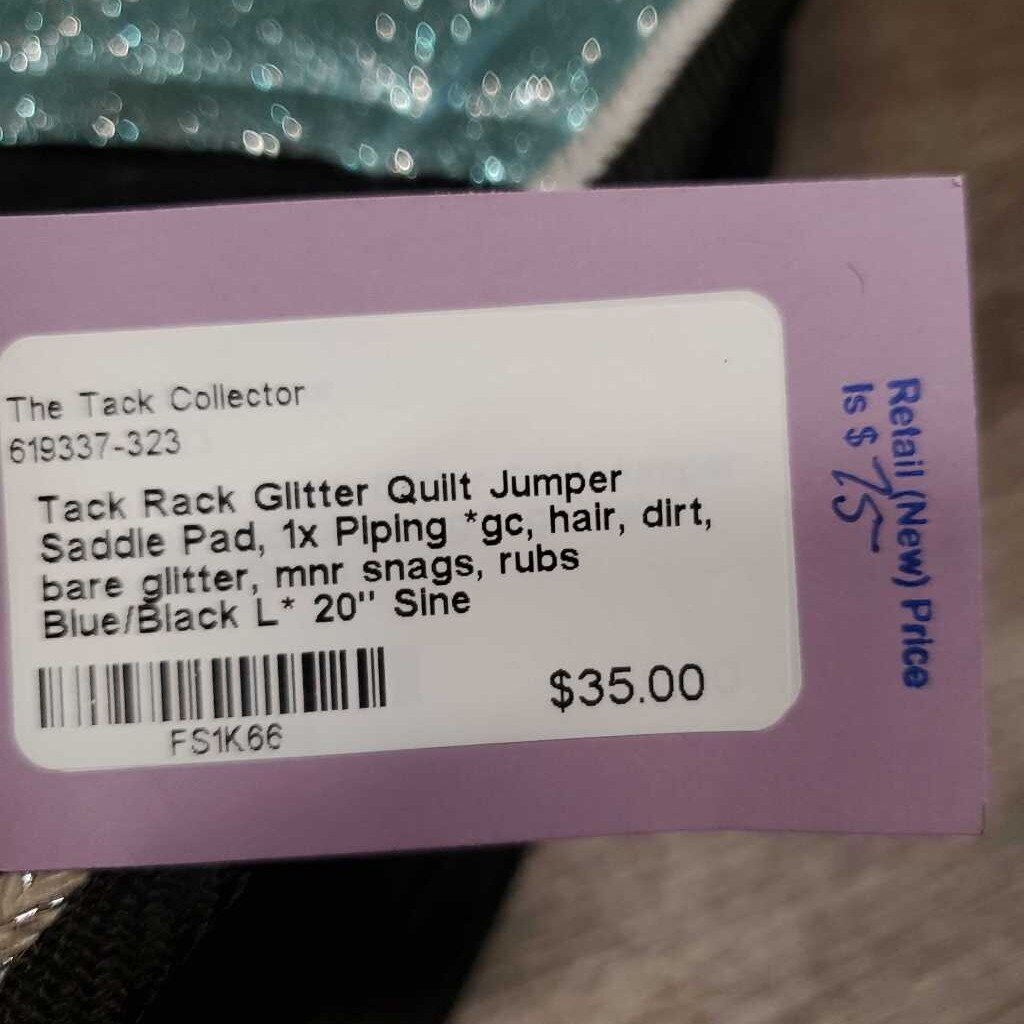 The Tack Collector
619337-323
Tack Rack Glitter Quilt Jumper
Saddle Pad, 1x Piping *gc, hair, dirt,
bare glitter, mnr snags, rubs
Blue/Black L* 20" Sine
FS1K66
$35.00
Retail (New) Price
Is $ 75